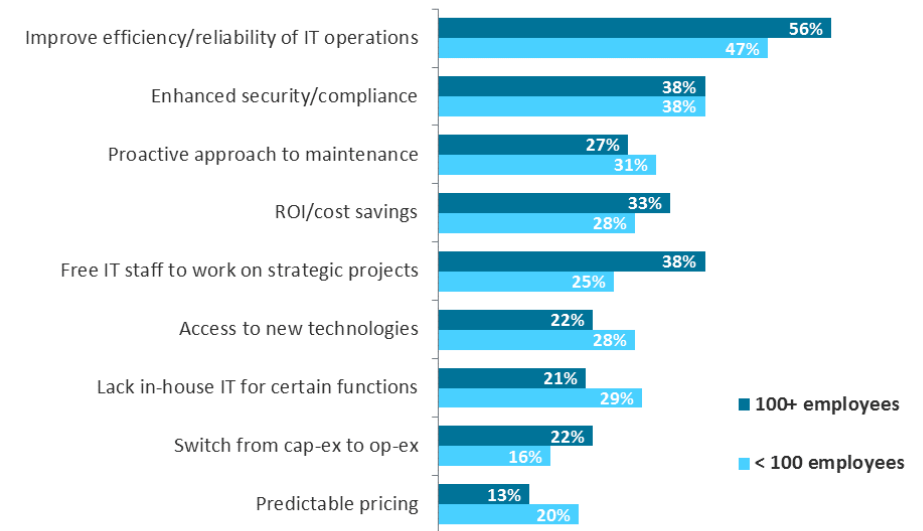 Improve efficiency/reliability of IT operations
56%
47%
Enhanced security/compliance
38%
38%
Proactive approach to maintenance
27%
31%
ROI/cost savings
33%
28%
Free IT staff to work on strategic projects
38%
25%
Access to new technologies
22%
28%
Lack in-house IT for certain functions
21%
29%
100+ employees
Switch from cap-ex to op-ex
22%
16%
< 100 employees
Predictable pricing
13%
20%